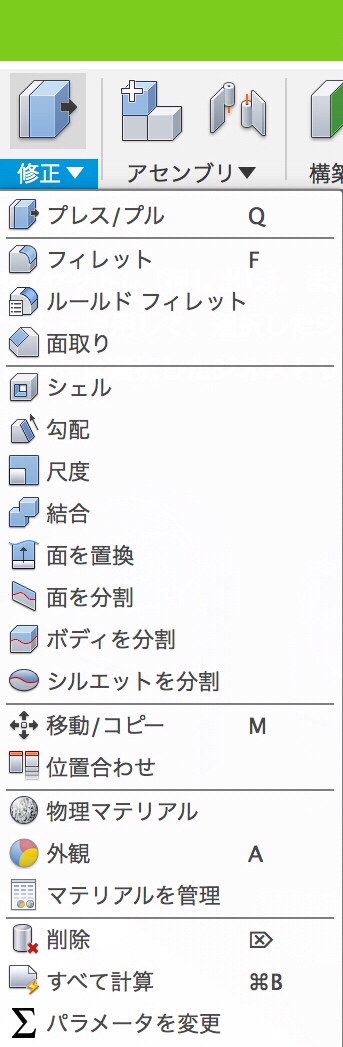 修正▼ アセンブリ▼ 構築
プレス/プル Q
フィレット F
ルールド フィレット
面取り
シェル
勾配
尺度
結合
面を置換
面を分割
ボディを分割
シルエットを分割
移動/コピー M
位置合わせ
物理マテリアル
外観 A
マテリアルを管理
削除 ⌦
すべて計算 ⌘B
パラメータを変更